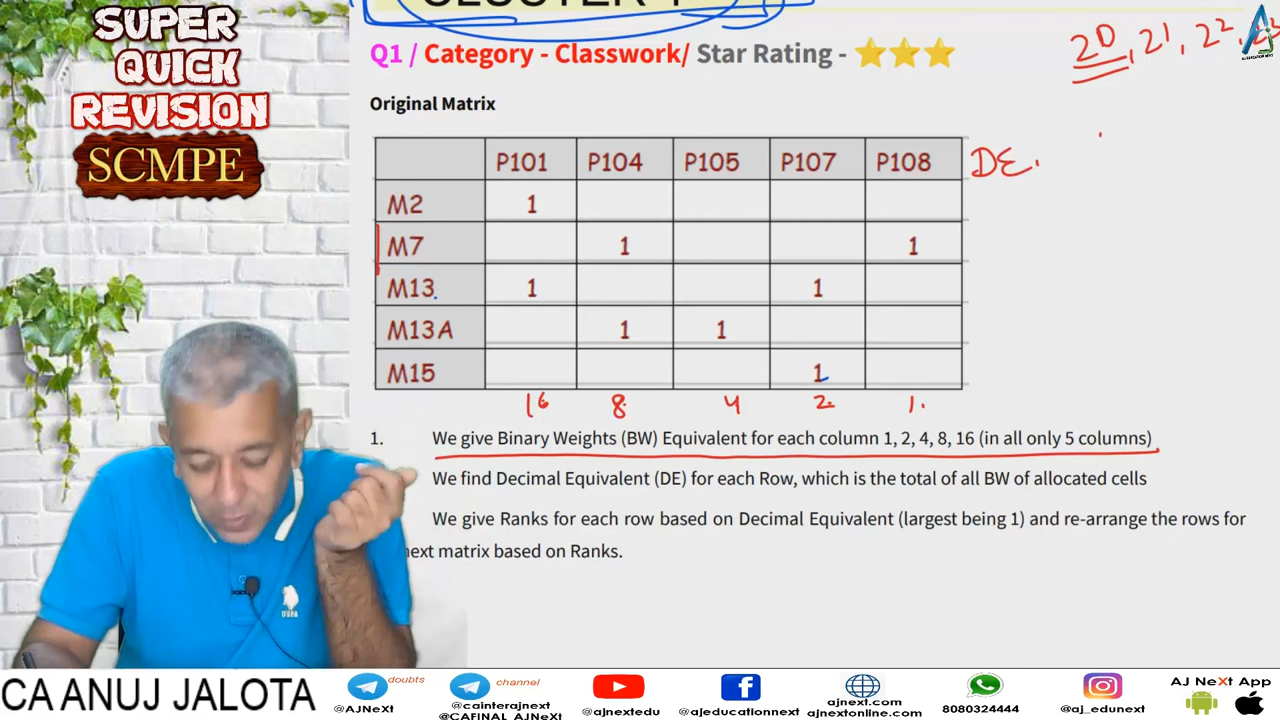 CLUSTER
SUPER
QUICK
REVISION
SCMPE
Q1 / Category - Classwork/ Star Rating - ⭐⭐⭐
20, 21, 22,
Original Matrix
P101 P104 P105 P107 P108 DE.
M2 1
M7 1 1
M13 1 1
M13A 1 1
M15 1
16 8 4 2 1
1. We give Binary Weights (BW) Equivalent for each column 1, 2, 4, 8, 16 (in all only 5 columns)
We find Decimal Equivalent (DE) for each Row, which is the total of all BW of allocated cells
We give Ranks for each row based on Decimal Equivalent (largest being 1) and re-arrange the rows for
next matrix based on Ranks.
USPA
CA ANUJ JALOTA
doubts
@AJNeXt
channel
@cainterajnext
@CAFINAL_AJNeXt
@ajnextedu
@ajeducationnext
ajnext.com
ajnextonline.com
8080324444
@aj_edunext
AJ NeXt App